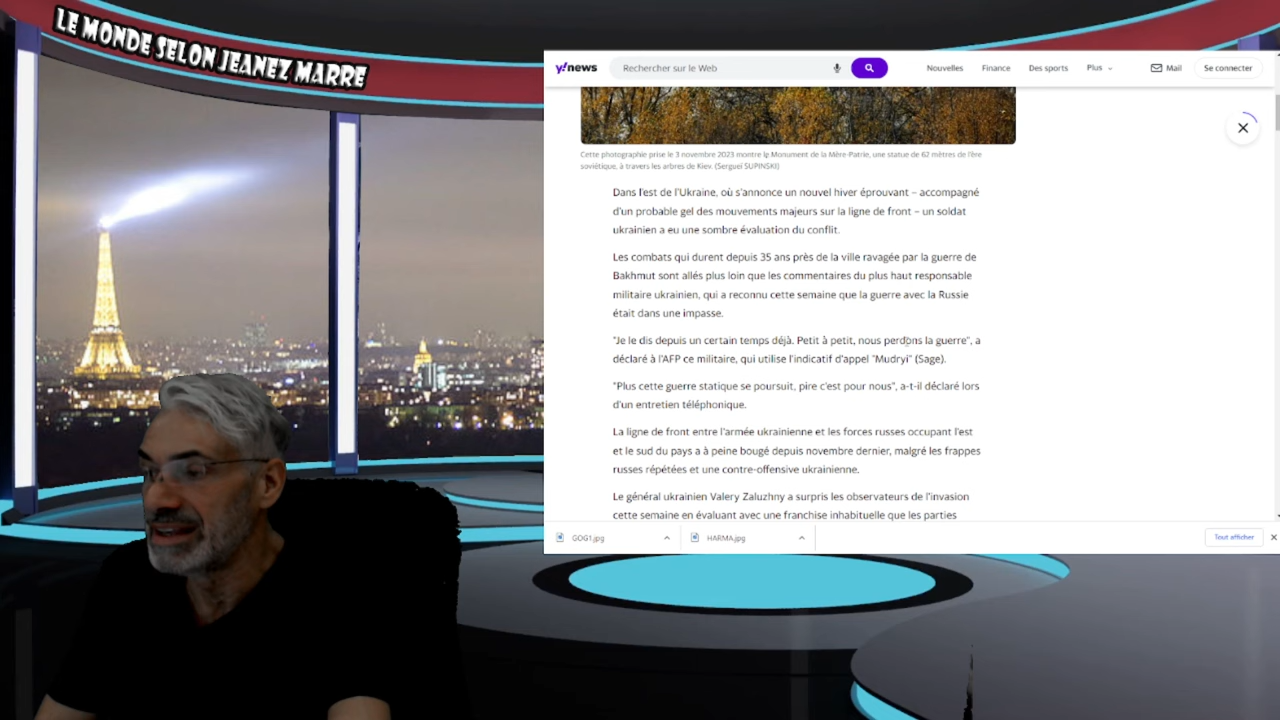 LE MONDE SELON JEANEZ MARRE
y!news
Rechercher sur le Web
Nouvelles
Finance
Des sports
Plus
Mail
Se connecter
Cette photographie prise le 3 novembre 2023 montre le Monument de la Mère-Patrie, une statue de 62 mètres de l'ère
soviétique, à travers les arbres de Kiev. (Sergueï SUPINSKI)
Dans l'est de l'Ukraine, où s'annonce un nouvel hiver éprouvant – accompagné
d'un probable gel des mouvements majeurs sur la ligne de front – un soldat
ukrainien a eu une sombre évaluation du conflit.
Les combats qui durent depuis 35 ans près de la ville ravagée par la guerre de
Bakhmut sont allés plus loin que les commentaires du plus haut responsable
militaire ukrainien, qui a reconnu cette semaine que la guerre avec la Russie
était dans une impasse.
"Je le dis depuis un certain temps déjà. Petit à petit, nous perdons la guerre", a
déclaré à l'AFP ce militaire, qui utilise l'indicatif d'appel "Mudryi" (Sage).
"Plus cette guerre statique se poursuit, pire c'est pour nous", a-t-il déclaré lors
d'un entretien téléphonique.
La ligne de front entre l'armée ukrainienne et les forces russes occupant l'est
et le sud du pays a à peine bougé depuis novembre dernier, malgré les frappes
russes répétées et une contre-offensive ukrainienne.
Le général ukrainien Valery Zaluzhny a surpris les observateurs de l'invasion
cette semaine en évaluant avec une franchise inhabituelle que les parties
GOG1.jpg
HARMA.jpg
Tout afficher